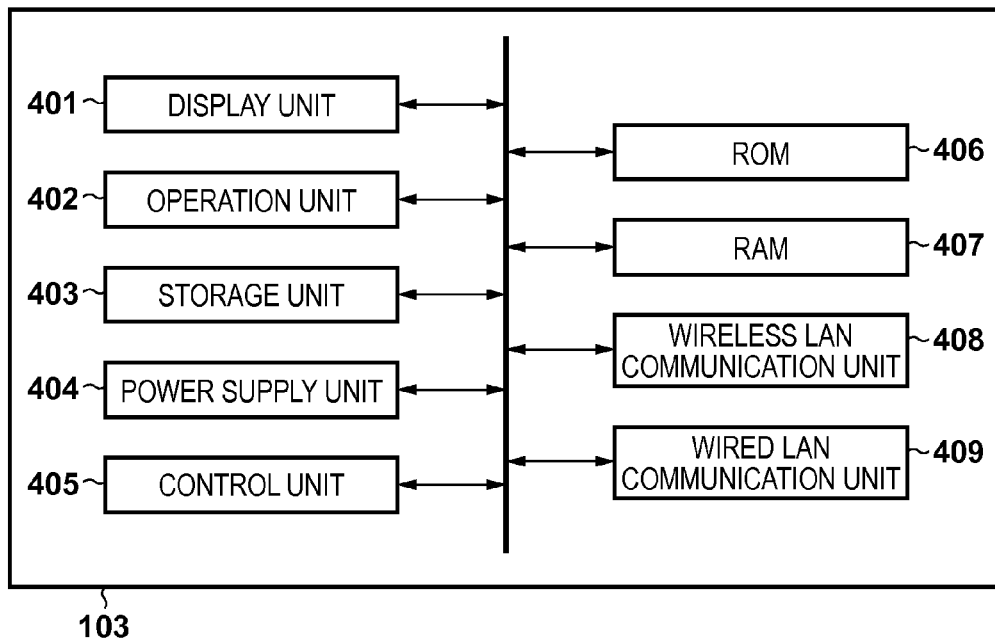 401
DISPLAY UNIT
402
OPERATION UNIT
403
STORAGE UNIT
404
POWER SUPPLY UNIT
405
CONTROL UNIT
ROM
406
RAM
407
WIRELESS LAN
COMMUNICATION UNIT
408
WIRED LAN
COMMUNICATION UNIT
409
103